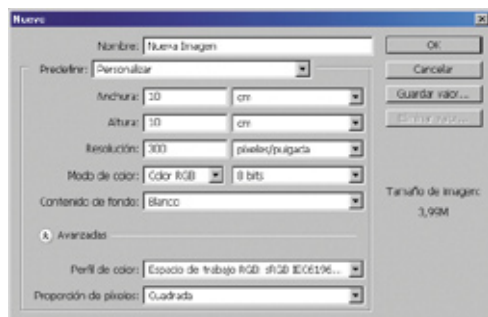 Nuevo
Nombre: Nueva Imagen
OK
Predefinir: Personalizar
Cancelar
Anchura: 10 cm
Guardar valor...
Altura: 10 cm
Eliminar valor...
Resolución: 300 píxeles/pulgada
Modo de color: Color RGB 8 bits
Contenido de fondo: Blanco
Tamaño de imagen:
3,99M
Avanzadas
Perfil de color: Espacio de trabajo RGB: sRGB IEC6196...
Proporción de píxeles: Cuadrada